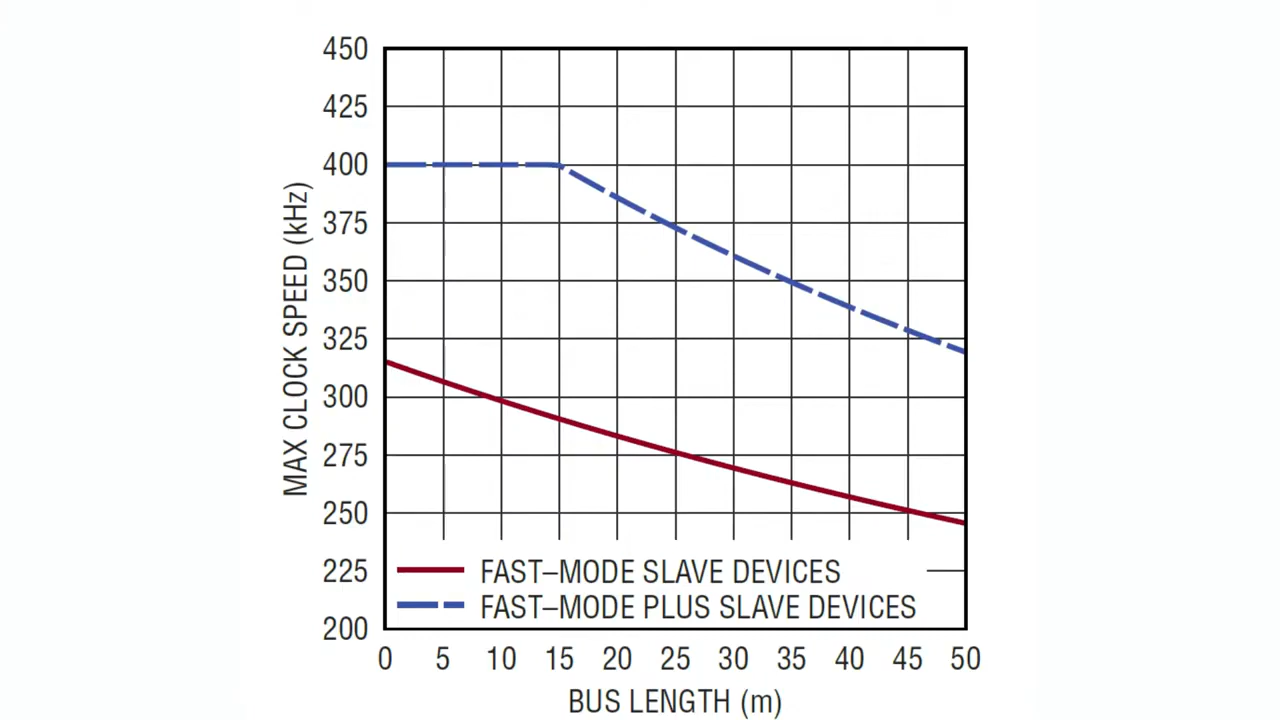 450
425
400
375
350
325
300
275
250
225
200
MAX CLOCK SPEED (kHz)
FAST–MODE SLAVE DEVICES
FAST–MODE PLUS SLAVE DEVICES
0 5 10 15 20 25 30 35 40 45 50
BUS LENGTH (m)